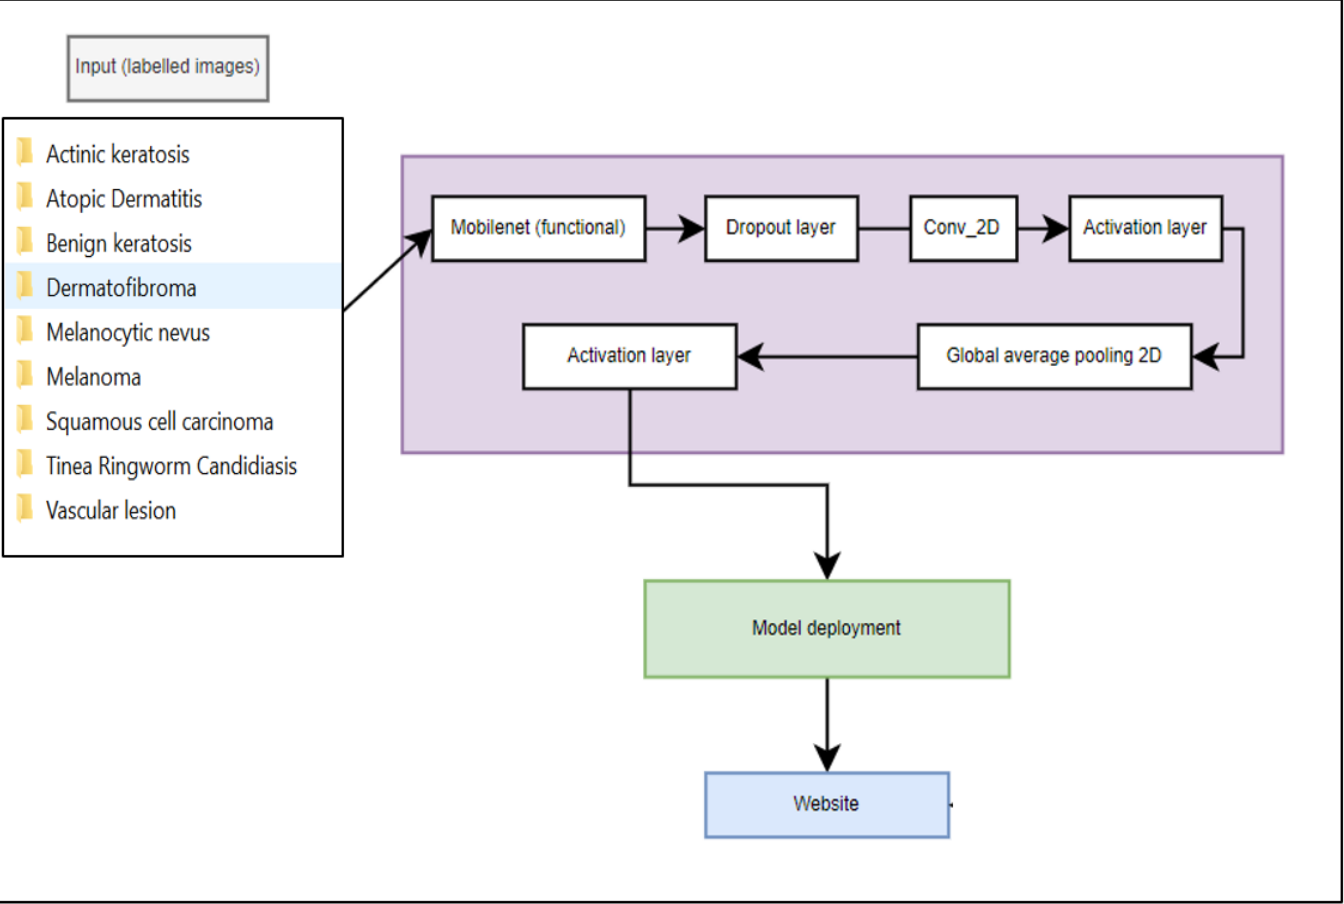 Input (labelled images)
Actinic keratosis
Atopic Dermatitis
Benign keratosis
Dermatofibroma
Melanocytic nevus
Melanoma
Squamous cell carcinoma
Tinea Ringworm Candidiasis
Vascular lesion
Mobilenet (functional)
Dropout layer
Conv_2D
Activation layer
Global average pooling 2D
Activation layer
Model deployment
Website